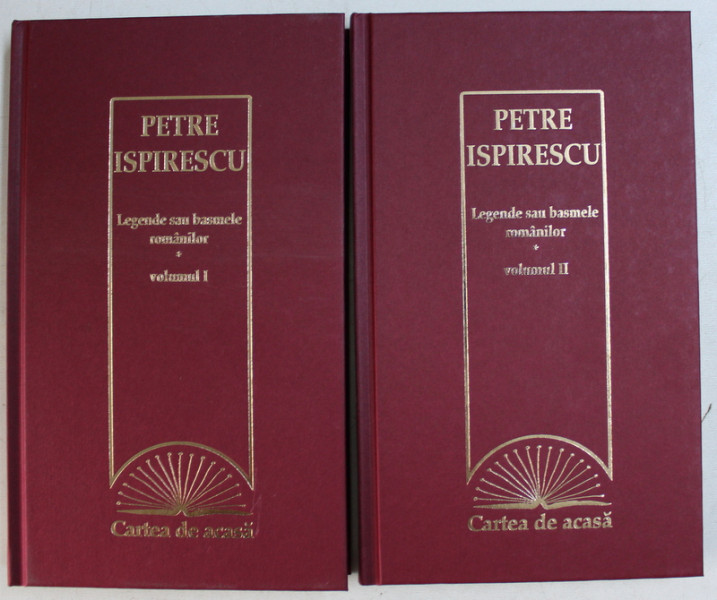 PETRE
ISPIRESCU
Legende sau basmele
românilor
*
volumul I
Cartea de acasă
PETRE
ISPIRESCU
Legende sau basmele
românilor
*
volumul II
Cartea de acasă